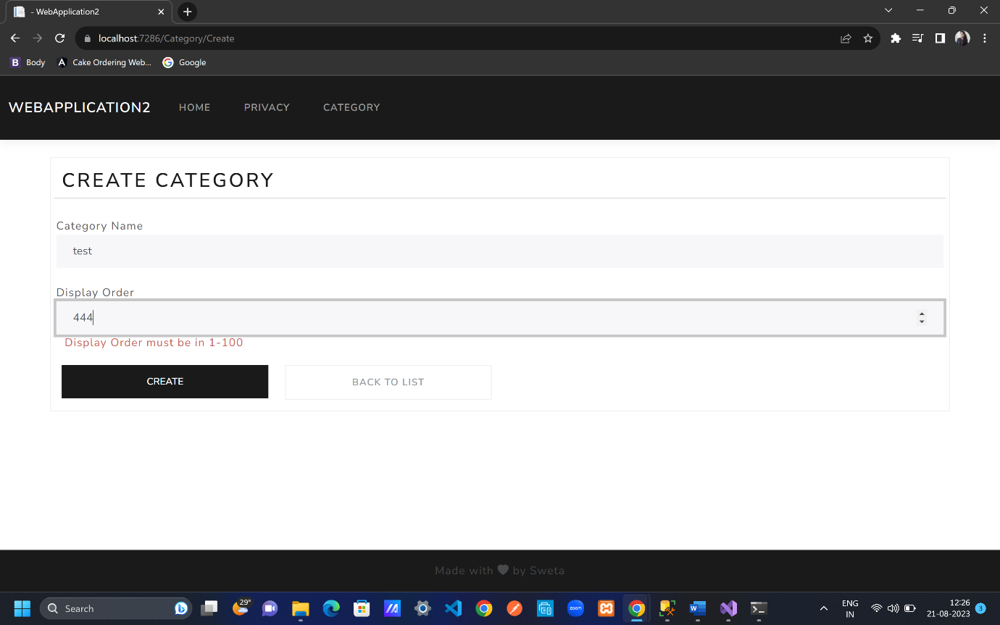 - WebApplication2
localhost:7286/Category/Create
B Body
A Cake Ordering Web...
G Google
WEBAPPLICATION2 HOME PRIVACY CATEGORY
CREATE CATEGORY
Category Name
test
Display Order
444
Display Order must be in 1-100
CREATE BACK TO LIST
Made with by Sweta
Search
29°
zoom
W
ENG
IN
12:26
21-08-2023
3